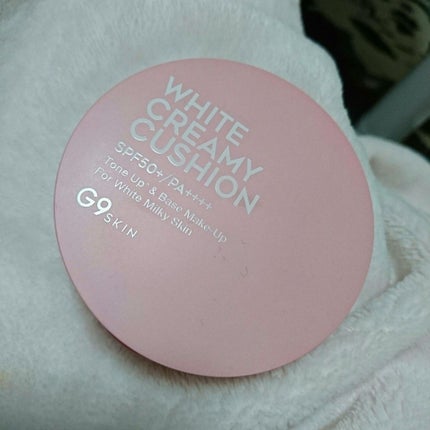 WHITE
CREAMY
CUSHION
SPF50+/PA++++
Tone Up & Base Make-Up
For White Milky Skin
G9SKIN